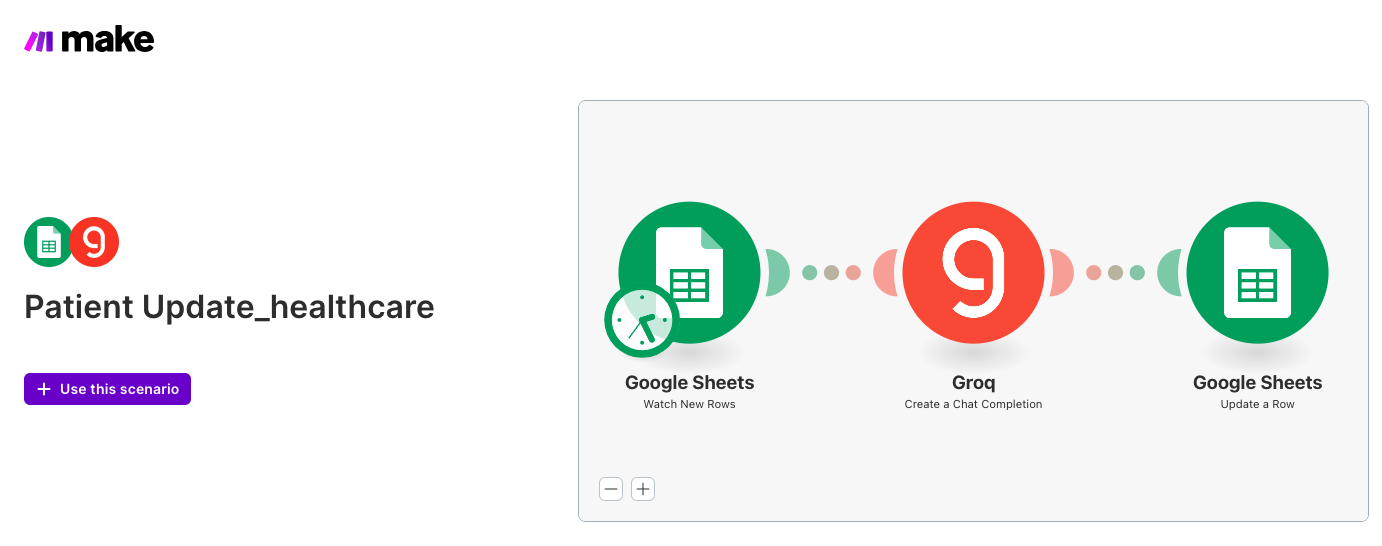 make
Patient Update_healthcare
Use this scenario
Google Sheets
Watch New Rows
Groq
Create a Chat Completion
Google Sheets
Update a Row